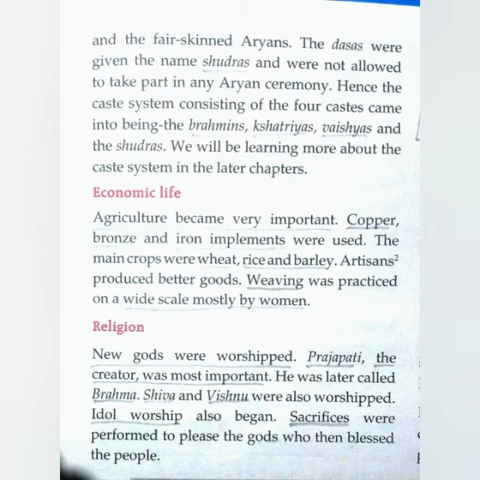 and the fair-skinned Aryans. The dasas were
given the name shudras and were not allowed
to take part in any Aryan ceremony. Hence the
caste system consisting of the four castes came
into being-the brahmins, kshatriyas, vaishyas and
the shudras. We will be learning more about the
caste system in the later chapters.
Economic life
Agriculture became very important. Copper,
bronze and iron implements were used. The
main crops were wheat, rice and barley. Artisans²
produced better goods. Weaving was practiced
on a wide scale mostly by women.
Religion
New gods were worshipped. Prajapati, the
creator, was most important. He was later called
Brahma. Shiva and Vishnu were also worshipped.
Idol worship also began. Sacrifices were
performed to please the gods who then blessed
the people.